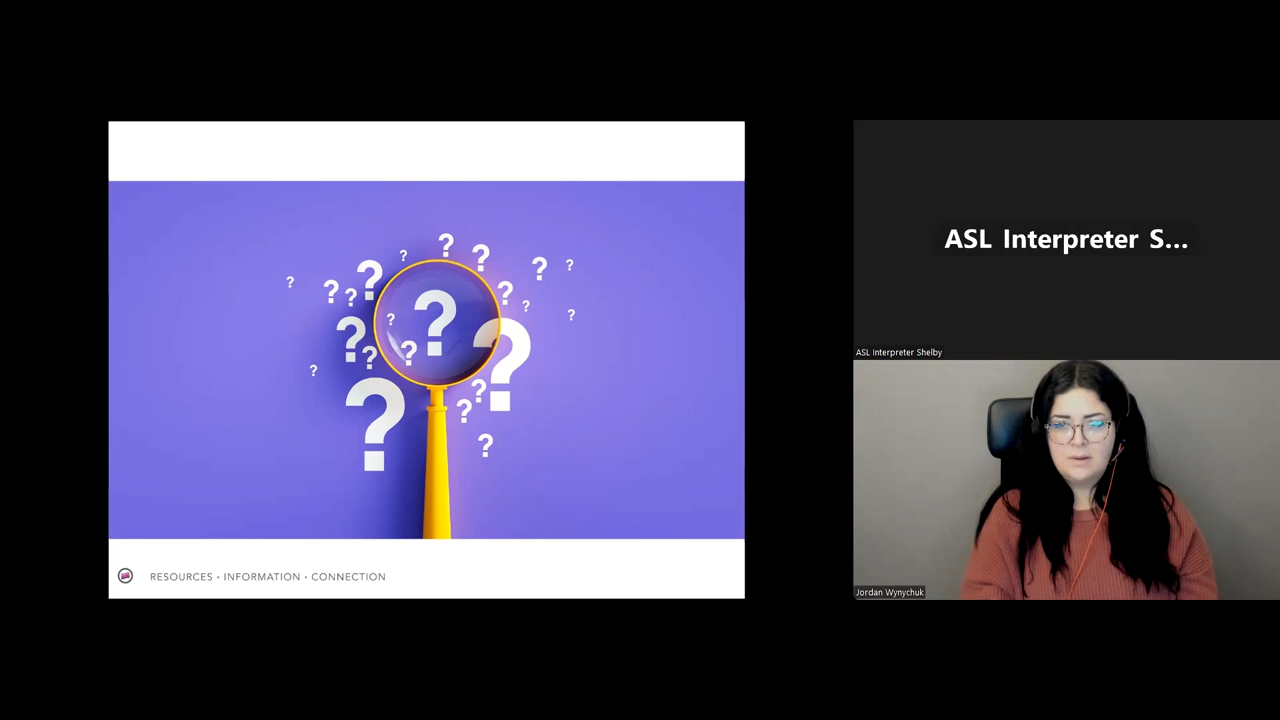 ? ? ? ? ? ? ? ? ? ? ? ? ? ? ? ? ? ? ? ? ? ? ? ?
RESOURCES • INFORMATION • CONNECTION
ASL Interpreter S...
ASL Interpreter Shelby
Jordan Wynychuk